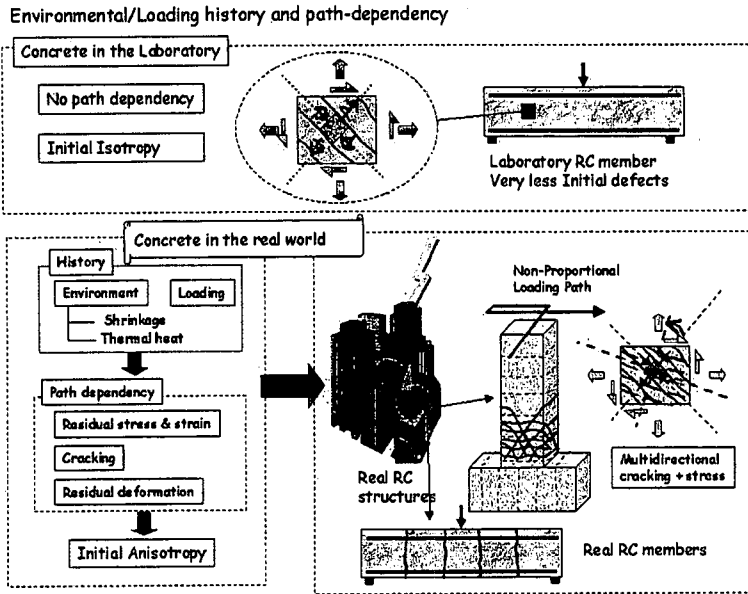 Environmental/Loading history and path-dependency
Concrete in the Laboratory
No path dependency
Initial Isotropy
Laboratory RC member
Very less Initial defects
Concrete in the real world
History
Environment
Loading
Shrinkage
Thermal heat
Path dependency
Residual stress & strain
Cracking
Residual deformation
Initial Anisotropy
Non-Proportional
Loading Path
Real RC
structures
Multidirectional
cracking + stress
Real RC members